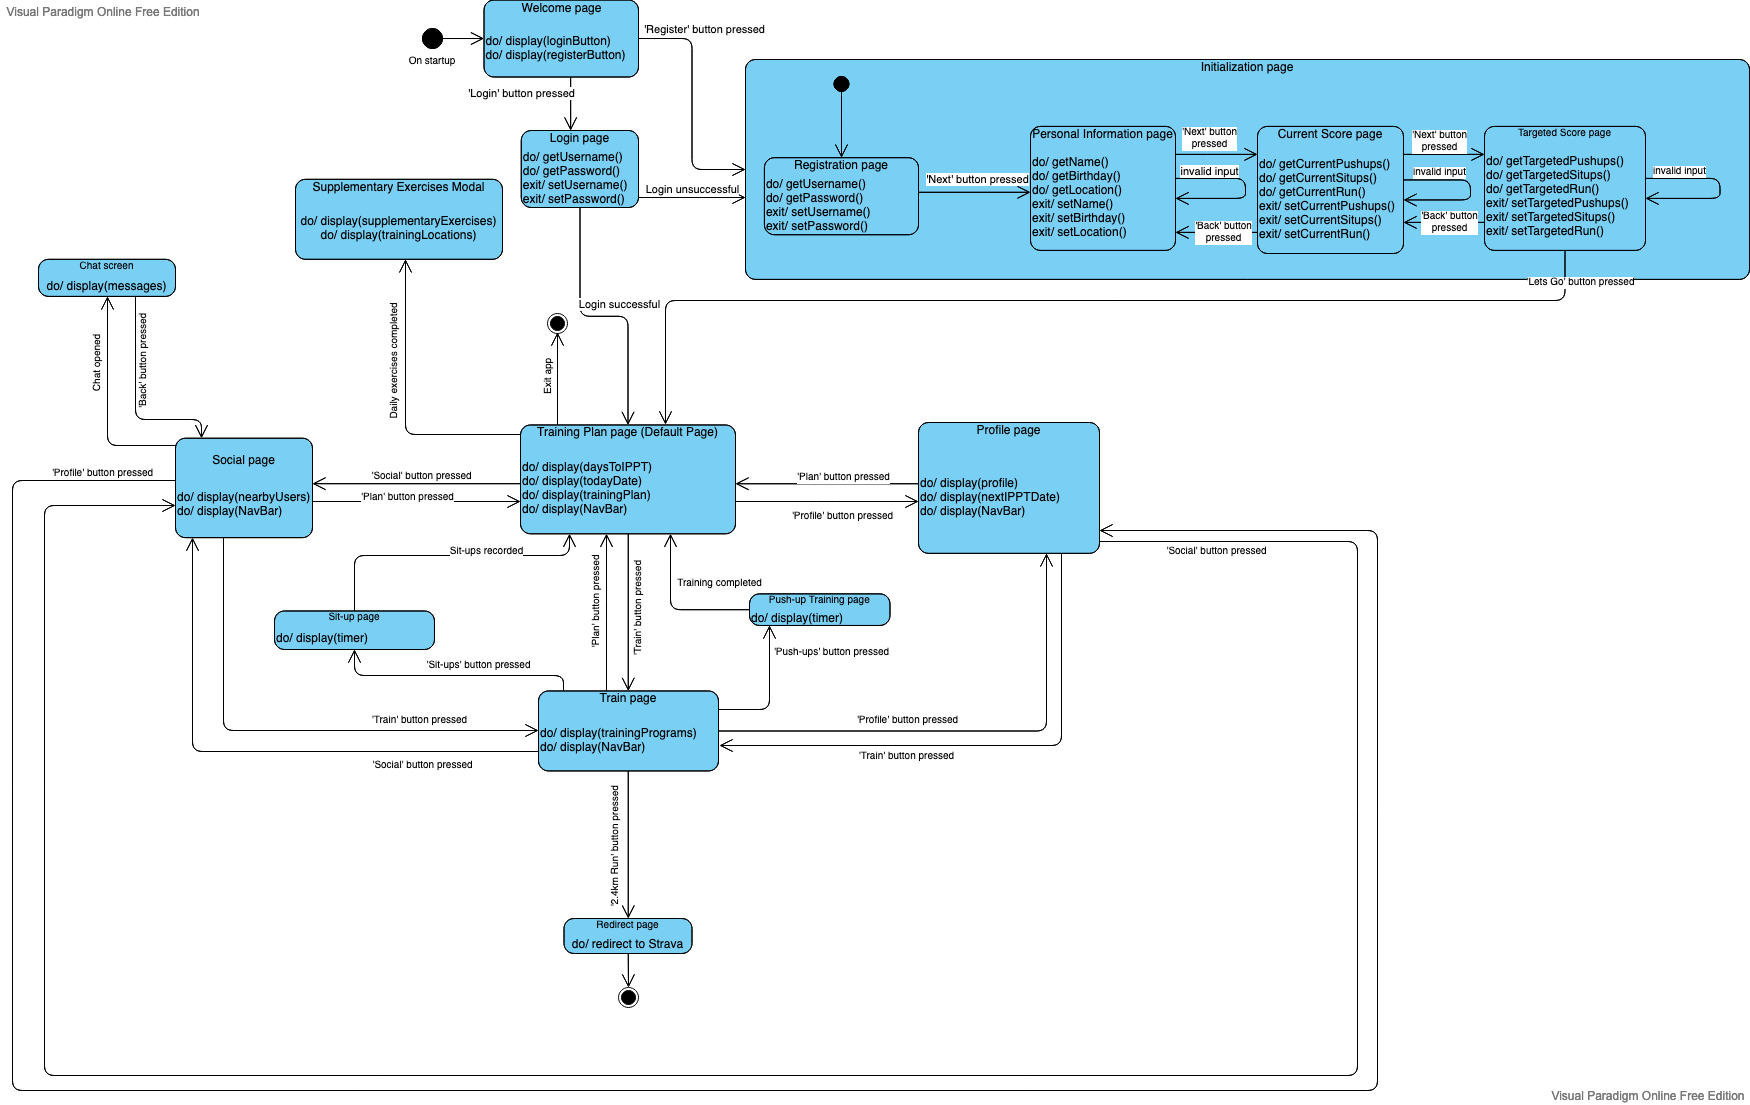 Visual Paradigm Online Free Edition
Welcome page
do/ display(loginButton)
do/ display(registerButton)
On startup
'Register' button pressed
'Login' button pressed
Initialization page
Login page
do/ getUsername()
do/ getPassword()
exit/ setUsername()
exit/ setPassword()
Login unsuccessful
Registration page
do/ getUsername()
do/ getPassword()
exit/ setUsername()
exit/ setPassword()
'Next' button pressed
Personal Information page
do/ getName()
do/ getBirthday()
do/ getLocation()
exit/ setName()
exit/ setBirthday()
exit/ setLocation()
'Next' button
pressed
invalid input
'Back' button
pressed
Current Score page
do/ getCurrentPushups()
do/ getCurrentSitups()
do/ getCurrentRun()
exit/ setCurrentPushups()
exit/ setCurrentSitups()
exit/ setCurrentRun()
'Next' button
pressed
invalid input
'Back' button
pressed
Targeted Score page
do/ getTargetedPushups()
do/ getTargetedSitups()
do/ getTargetedRun()
exit/ setTargetedPushups()
exit/ setTargetedSitups()
exit/ setTargetedRun()
invalid input
'Lets Go' button pressed
Supplementary Exercises Modal
do/ display(supplementaryExercises)
do/ display(trainingLocations)
Chat screen
do/ display(messages)
Chat opened
'Back' button pressed
Daily exercises completed
Exit app
Login successful
Social page
do/ display(nearbyUsers)
do/ display(NavBar)
'Profile' button pressed
'Social' button pressed
'Plan' button pressed
Training Plan page (Default Page)
do/ display(daysToIPPT)
do/ display(todayDate)
do/ display(trainingPlan)
do/ display(NavBar)
'Plan' button pressed
'Profile' button pressed
Profile page
do/ display(profile)
do/ display(nextIPPTDate)
do/ display(NavBar)
'Social' button pressed
Sit-ups recorded
'Plan' button pressed
'Train' button pressed
Training completed
Push-up Training page
do/ display(timer)
Sit-up page
do/ display(timer)
'Sit-ups' button pressed
'Push-ups' button pressed
Train page
do/ display(trainingPrograms)
do/ display(NavBar)
'Train' button pressed
'Social' button pressed
'Profile' button pressed
'Train' button pressed
'2.4km Run' button pressed
Redirect page
do/ redirect to Strava
Visual Paradigm Online Free Edition